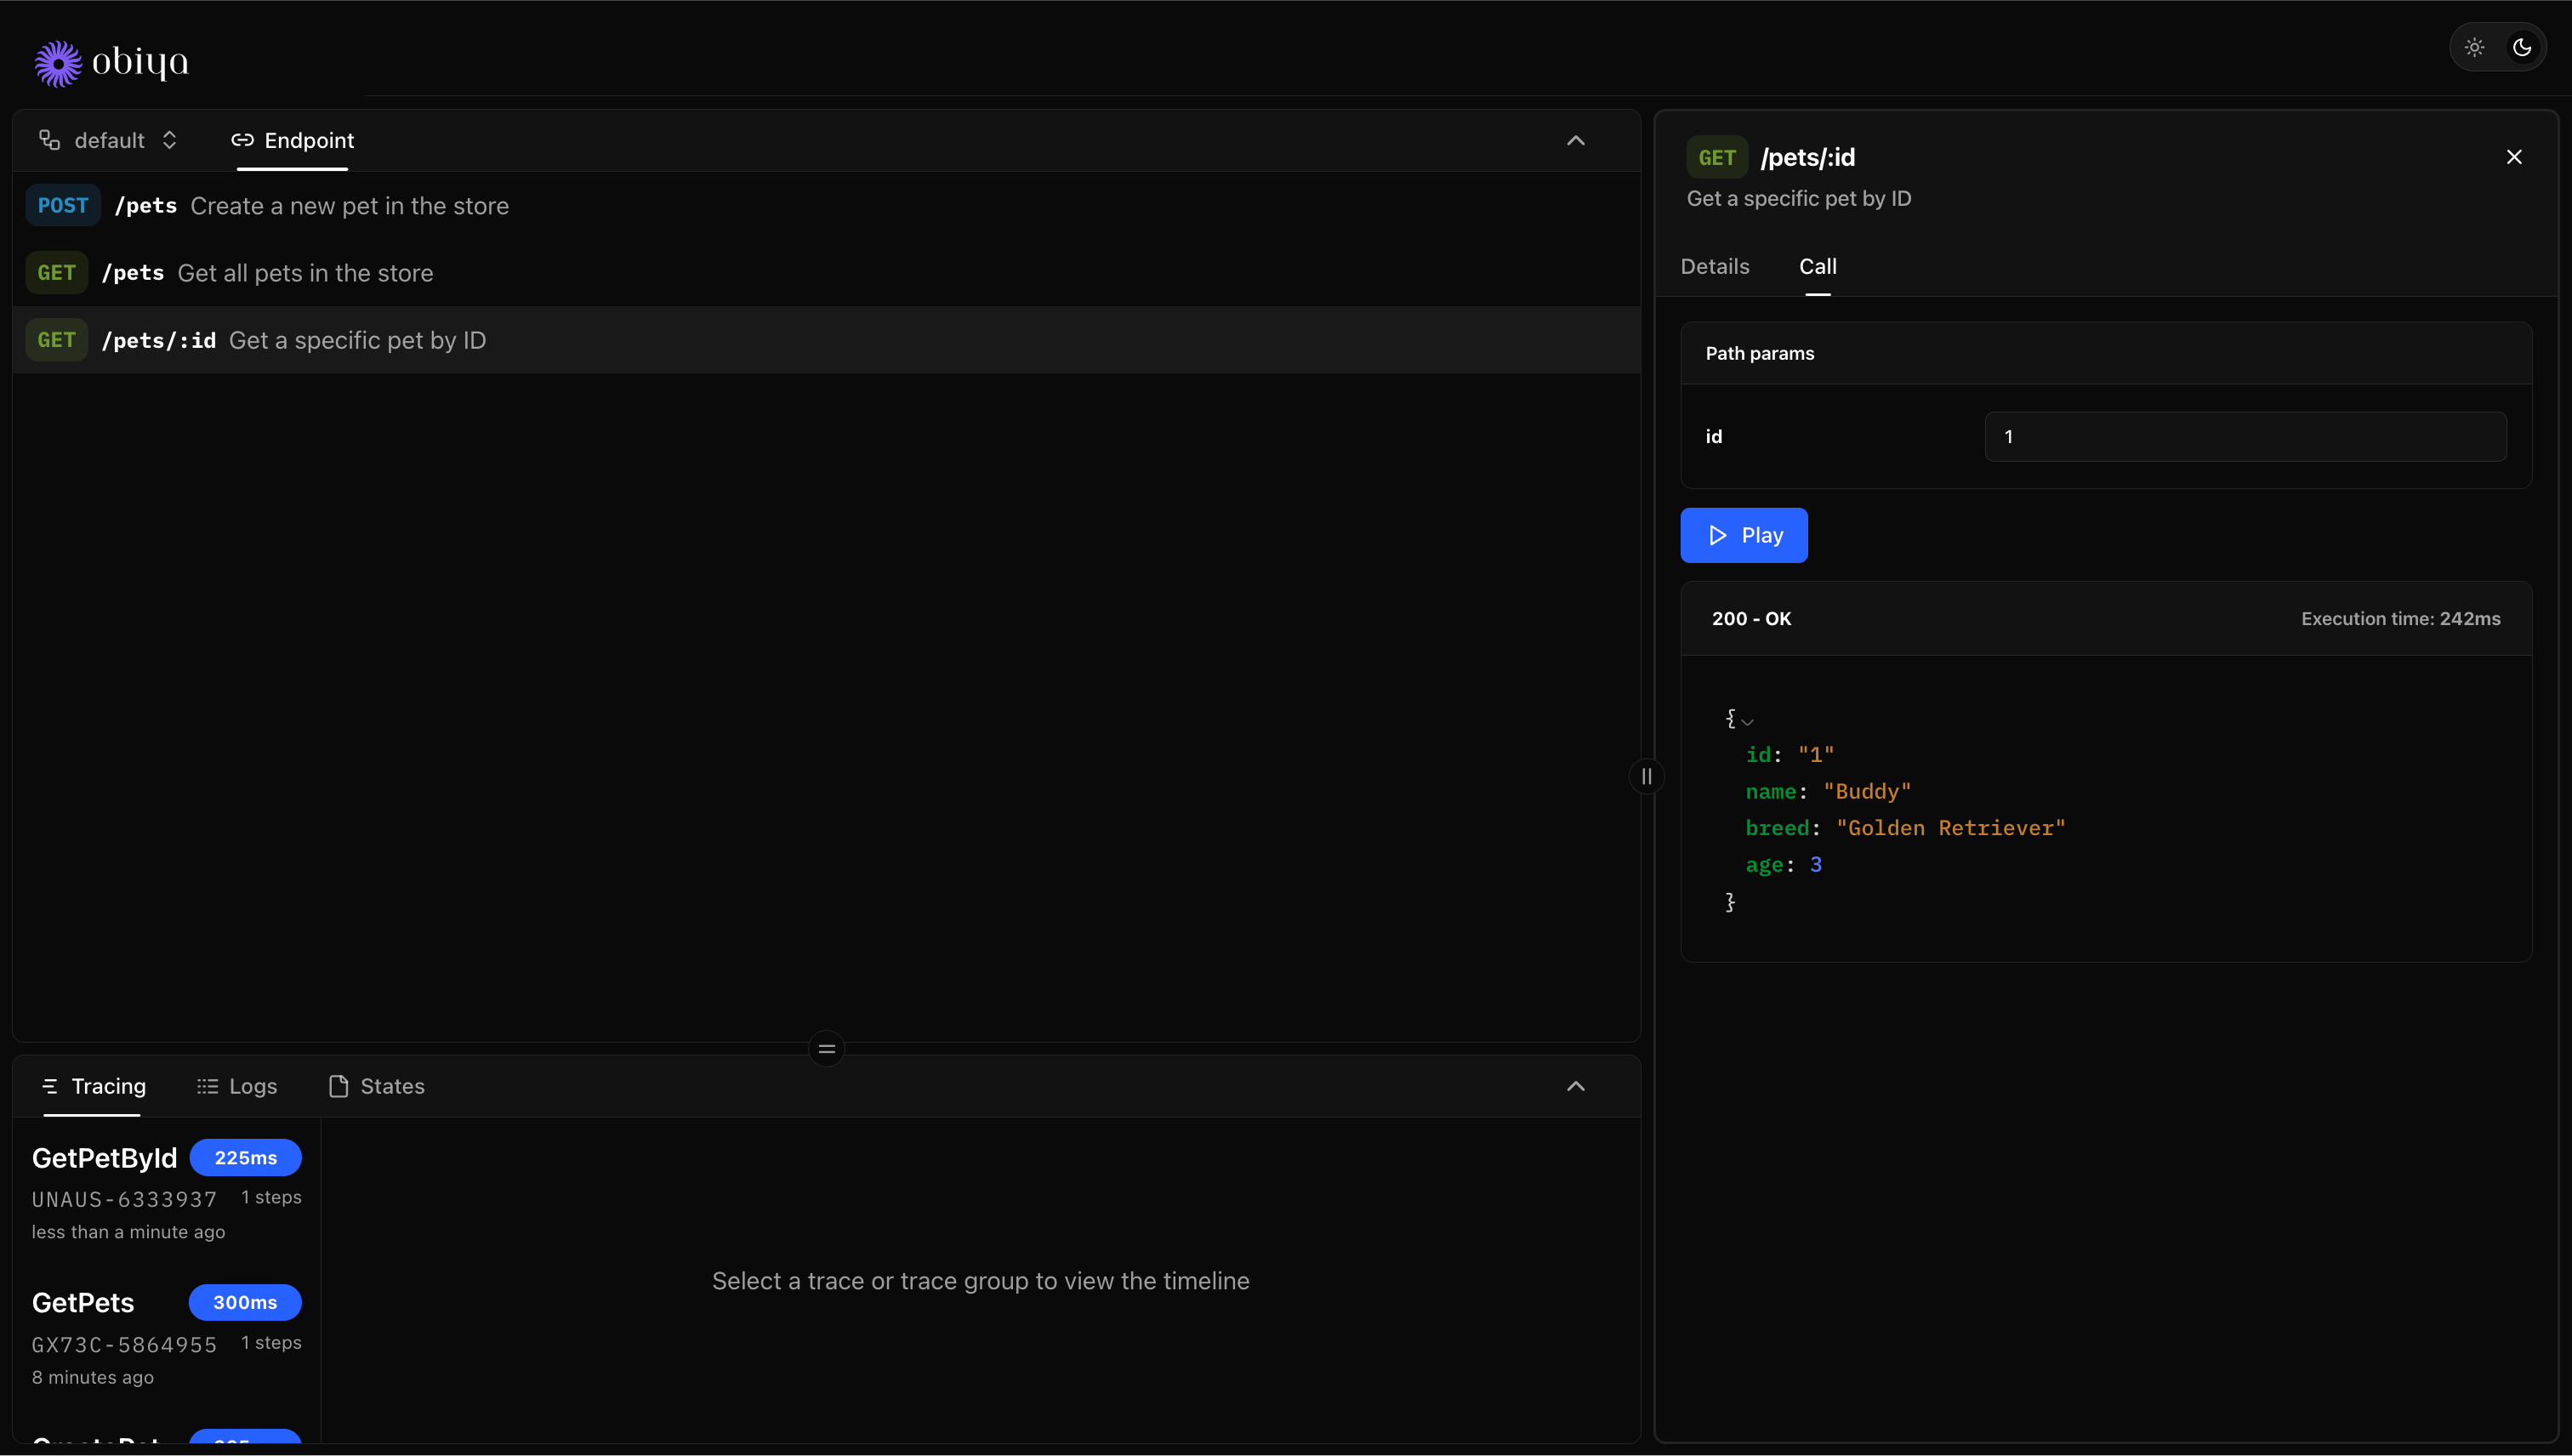 obiya
default
Endpoint
POST /pets Create a new pet in the store
GET /pets Get all pets in the store
GET /pets/:id Get a specific pet by ID
GET /pets/:id
Get a specific pet by ID
Details Call
Path params
id 1
Play
200 - OK Execution time: 242ms
{
id: "1"
name: "Buddy"
breed: "Golden Retriever"
age: 3
}
Tracing Logs States
GetPetById 225ms
UNAUS-6333937 1 steps
less than a minute ago
GetPets 300ms
GX73C-5864955 1 steps
8 minutes ago
Select a trace or trace group to view the timeline